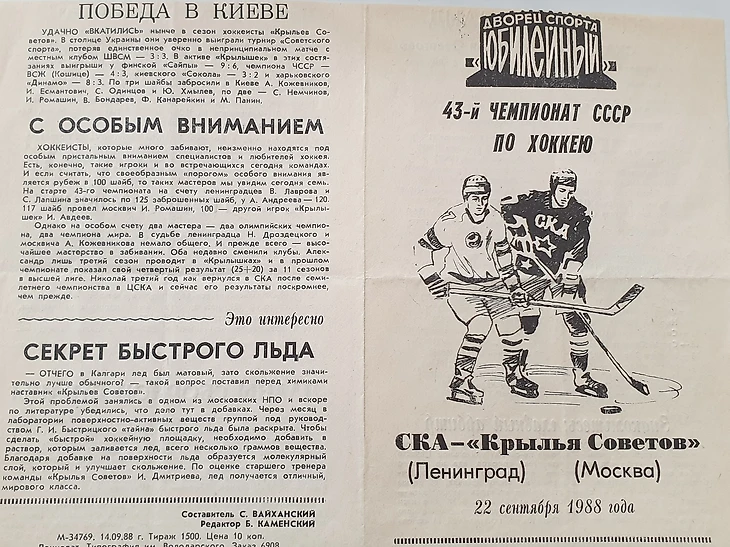 ПОБЕДА В КИЕВЕ
УДАЧНО «ВКАТИЛИСЬ» нынче в сезон хоккеисты «Крыльев Со-
ветов». В столице Украины они уверенно выиграли турнир «Советского
спорта», потеряв единственное очко в непринципиальном матче с
местным клубом ШВСМ — 3:3. В активе «Крылышек» в этих состя-
заниях выигрыши у финской «Сайпы» — 9:6, чемпиона ЧССР —
ВСЖ (Кошице) — 4:3, киевского «Сокола» — 3:2 и харьковского
«Динамо» — 8:3. По три шайбы забросили в Киеве А. Кожевников,
И. Есмантович, С. Одинцов и Ю. Хмылев, по две — С. Немчинов,
И. Ромашин, В. Бондарев, Ф. Канарейкин и М. Панин.
С ОСОБЫМ ВНИМАНИЕМ
ХОККЕИСТЫ, которые много забивают, неизменно находятся под
особым пристальным вниманием специалистов и любителей хоккея.
Есть, конечно, такие игроки и во встречающихся сегодня командах.
И если считать, что своеобразным «порогом» особого внимания
является рубеж в 100 шайб, то таких мастеров мы увидим сегодня семь.
На старте 43-го чемпионата на счету ленинградцев В. Лаврова и
С. Лапшина значилось по 125 заброшенных шайб, у А. Андреева — 120.
117 шайб провел москвич И. Ромашин, 100 — другой игрок «Крылы-
шек» И. Авдеев.
Однако на особом счету два мастера — два олимпийских чемпио-
на, два чемпиона мира. В судьбе ленинградца Н. Дроздецкого и
москвича А. Кожевникова немало общего. И прежде всего — высо-
чайшее мастерство в забивании. Оба недавно сменили клубы. Алек-
сандр лишь третий сезон проводит в «Крылышках» и в прошлом
чемпионате показал свой четвертый результат (25+20) за 11 сезонов
в высшей лиге. Николай третий год как вернулся в СКА после семи-
летнего чемпионства в ЦСКА и сейчас его результаты поскромнее,
чем прежде.
Это интересно
СЕКРЕТ БЫСТРОГО ЛЬДА
— ОТЧЕГО в Калгари лед был матовый, зато скольжение значи-
тельно лучше обычного? — такой вопрос поставил перед химиками
наставник «Крыльев Советов».
Этой проблемой занялись в одном из московских НПО и вскоре
по литературе убедились, что дело тут в добавках. Через месяц в
лаборатории поверхностно-активных веществ группой под руковод-
ством Г. И. Быстрицкого «тайна» быстрого льда была раскрыта. Чтобы
сделать «быстрой» хоккейную площадку, необходимо добавить в
раствор, которым заливается лед, всего несколько граммов вещества.
Благодаря добавке на поверхности льда образуется молекулярный
слой, который и улучшает скольжение. По оценке старшего тренера
команды «Крылья Советов» И. Дмитриева, лед получается отличный,
мирового класса.
Составитель С. ВАЙХАНСКИЙ
Редактор Б. КАМЕНСКИЙ
М-34769. 14.09.88 г. Тираж 1500. Цена 10 коп.
Типография им. Володарского. Заказ 6908
ДВОРЕЦ СПОРТА
«ЮБИЛЕЙНЫЙ»
43-й ЧЕМПИОНАТ СССР
ПО ХОККЕЮ
СКА
СКА—«Крылья Советов»
(Ленинград) (Москва)
22 сентября 1988 года